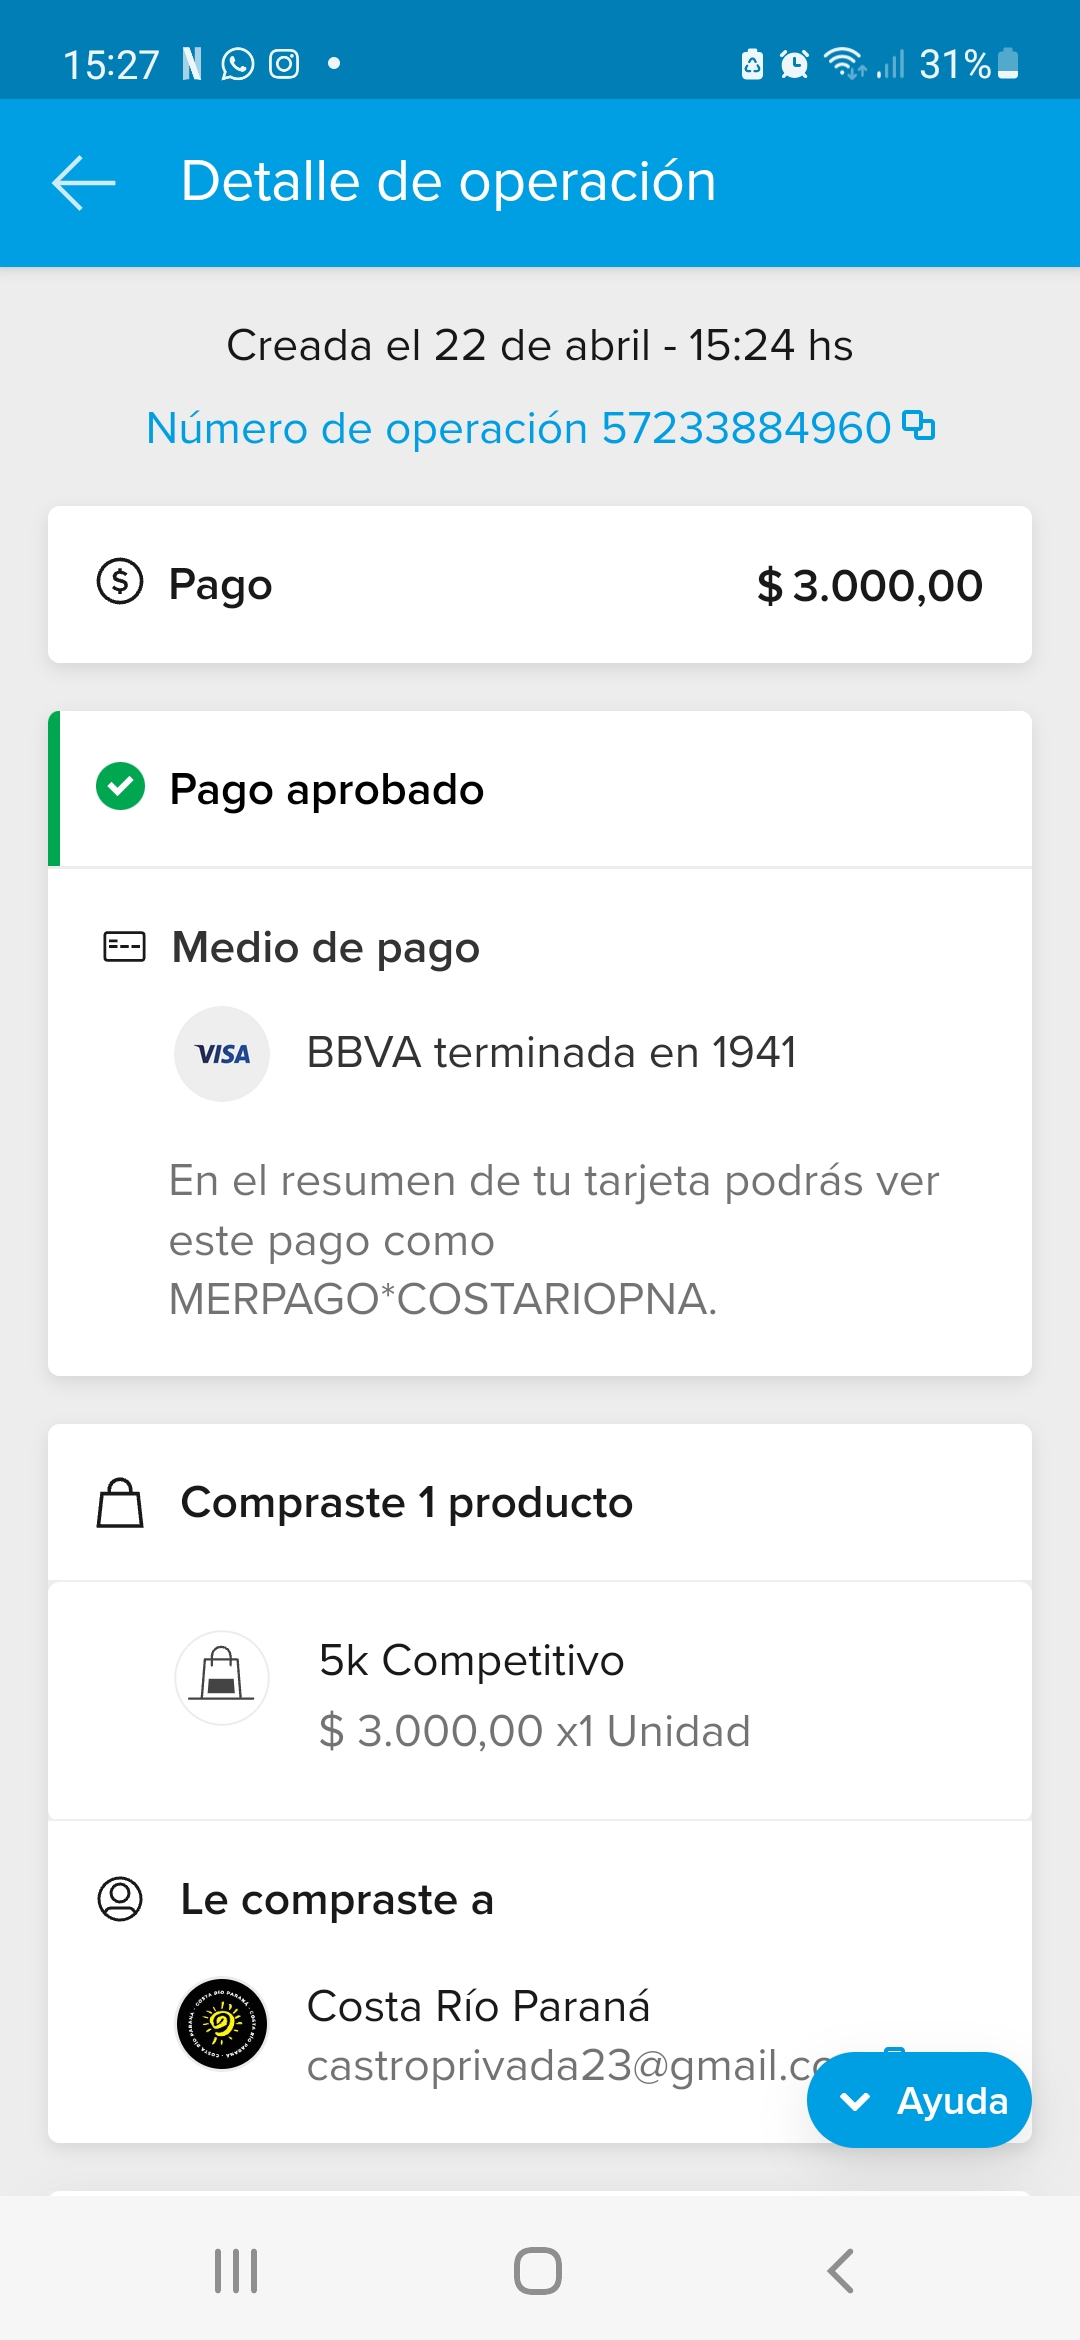 15:27
31%
Detalle de operación
Creada el 22 de abril - 15:24 hs
Número de operación 57233884960
Pago $ 3.000,00
Pago aprobado
Medio de pago
VISA BBVA terminada en 1941
En el resumen de tu tarjeta podrás ver
este pago como
MERPAGO*COSTARIOPNA.
Compraste 1 producto
5k Competitivo
$ 3.000,00 x1 Unidad
Le compraste a
Costa Río Paraná
castroprivada23@gmail.co
Ayuda